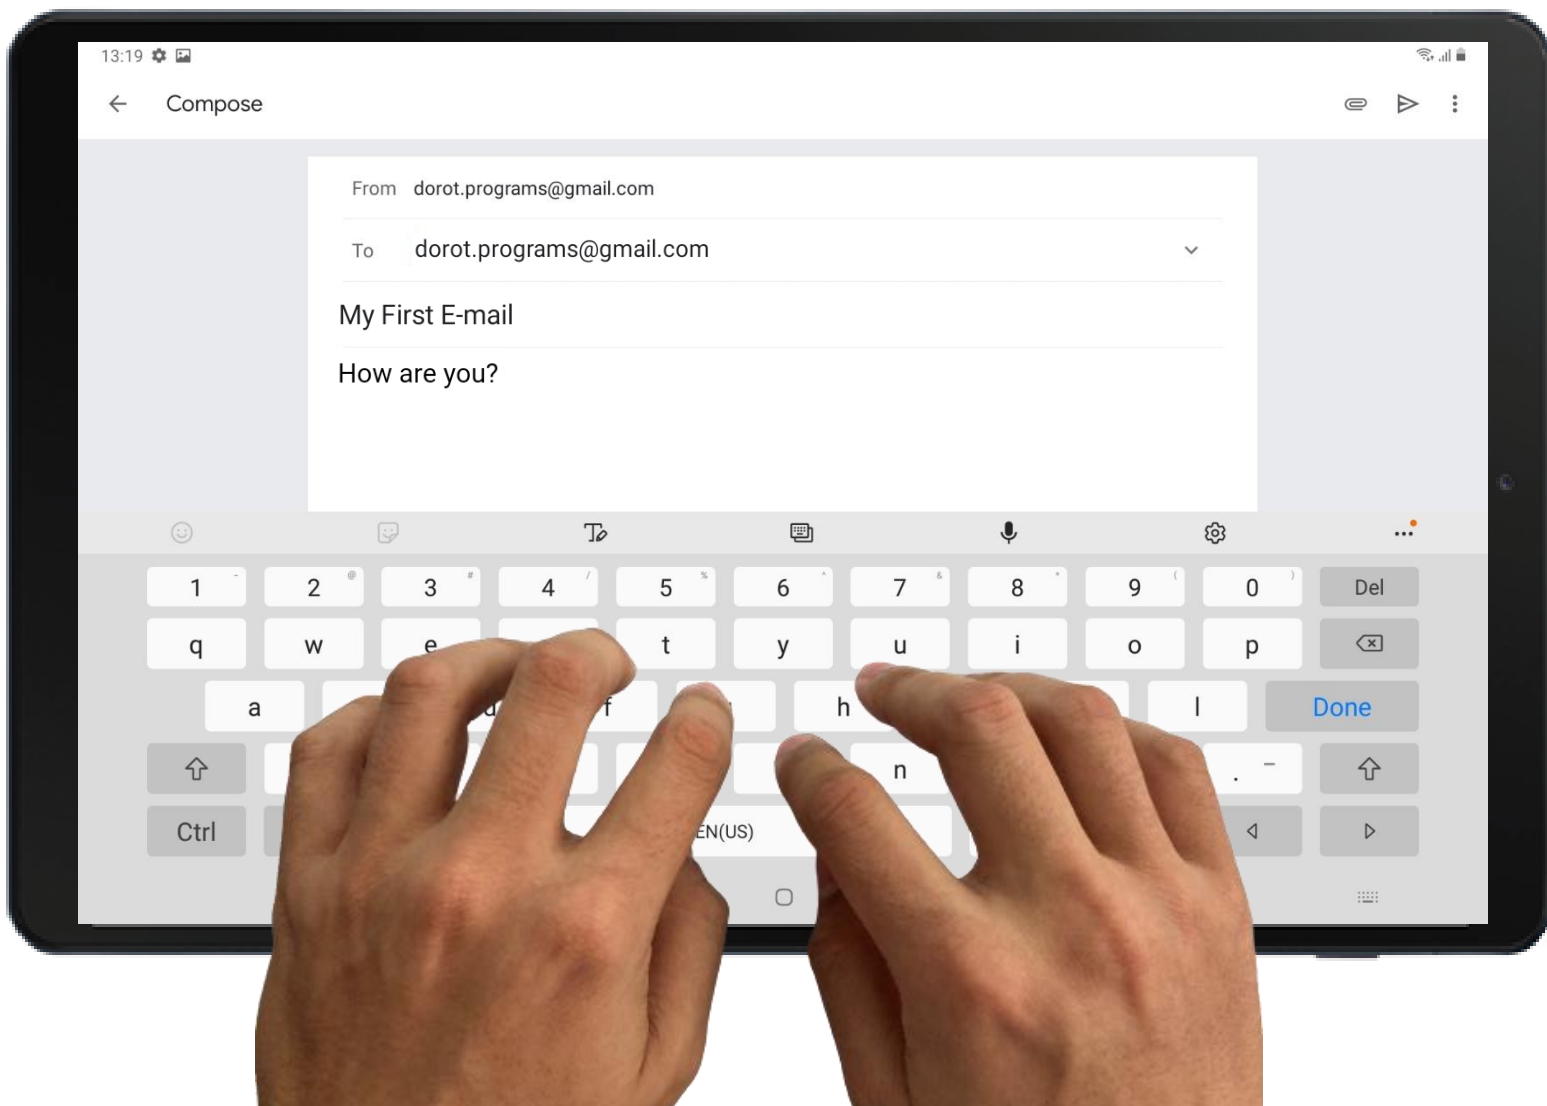 13:19
Compose
From dorot.programs@gmail.com
To dorot.programs@gmail.com
My First E-mail
How are you?
1 - 2 @ 3 # 4 / 5 % 6 ^ 7 & 8 * 9 ( 0 ) Del
q w e t y u i o p
a d f h l Done
n . –
Ctrl EN(US)